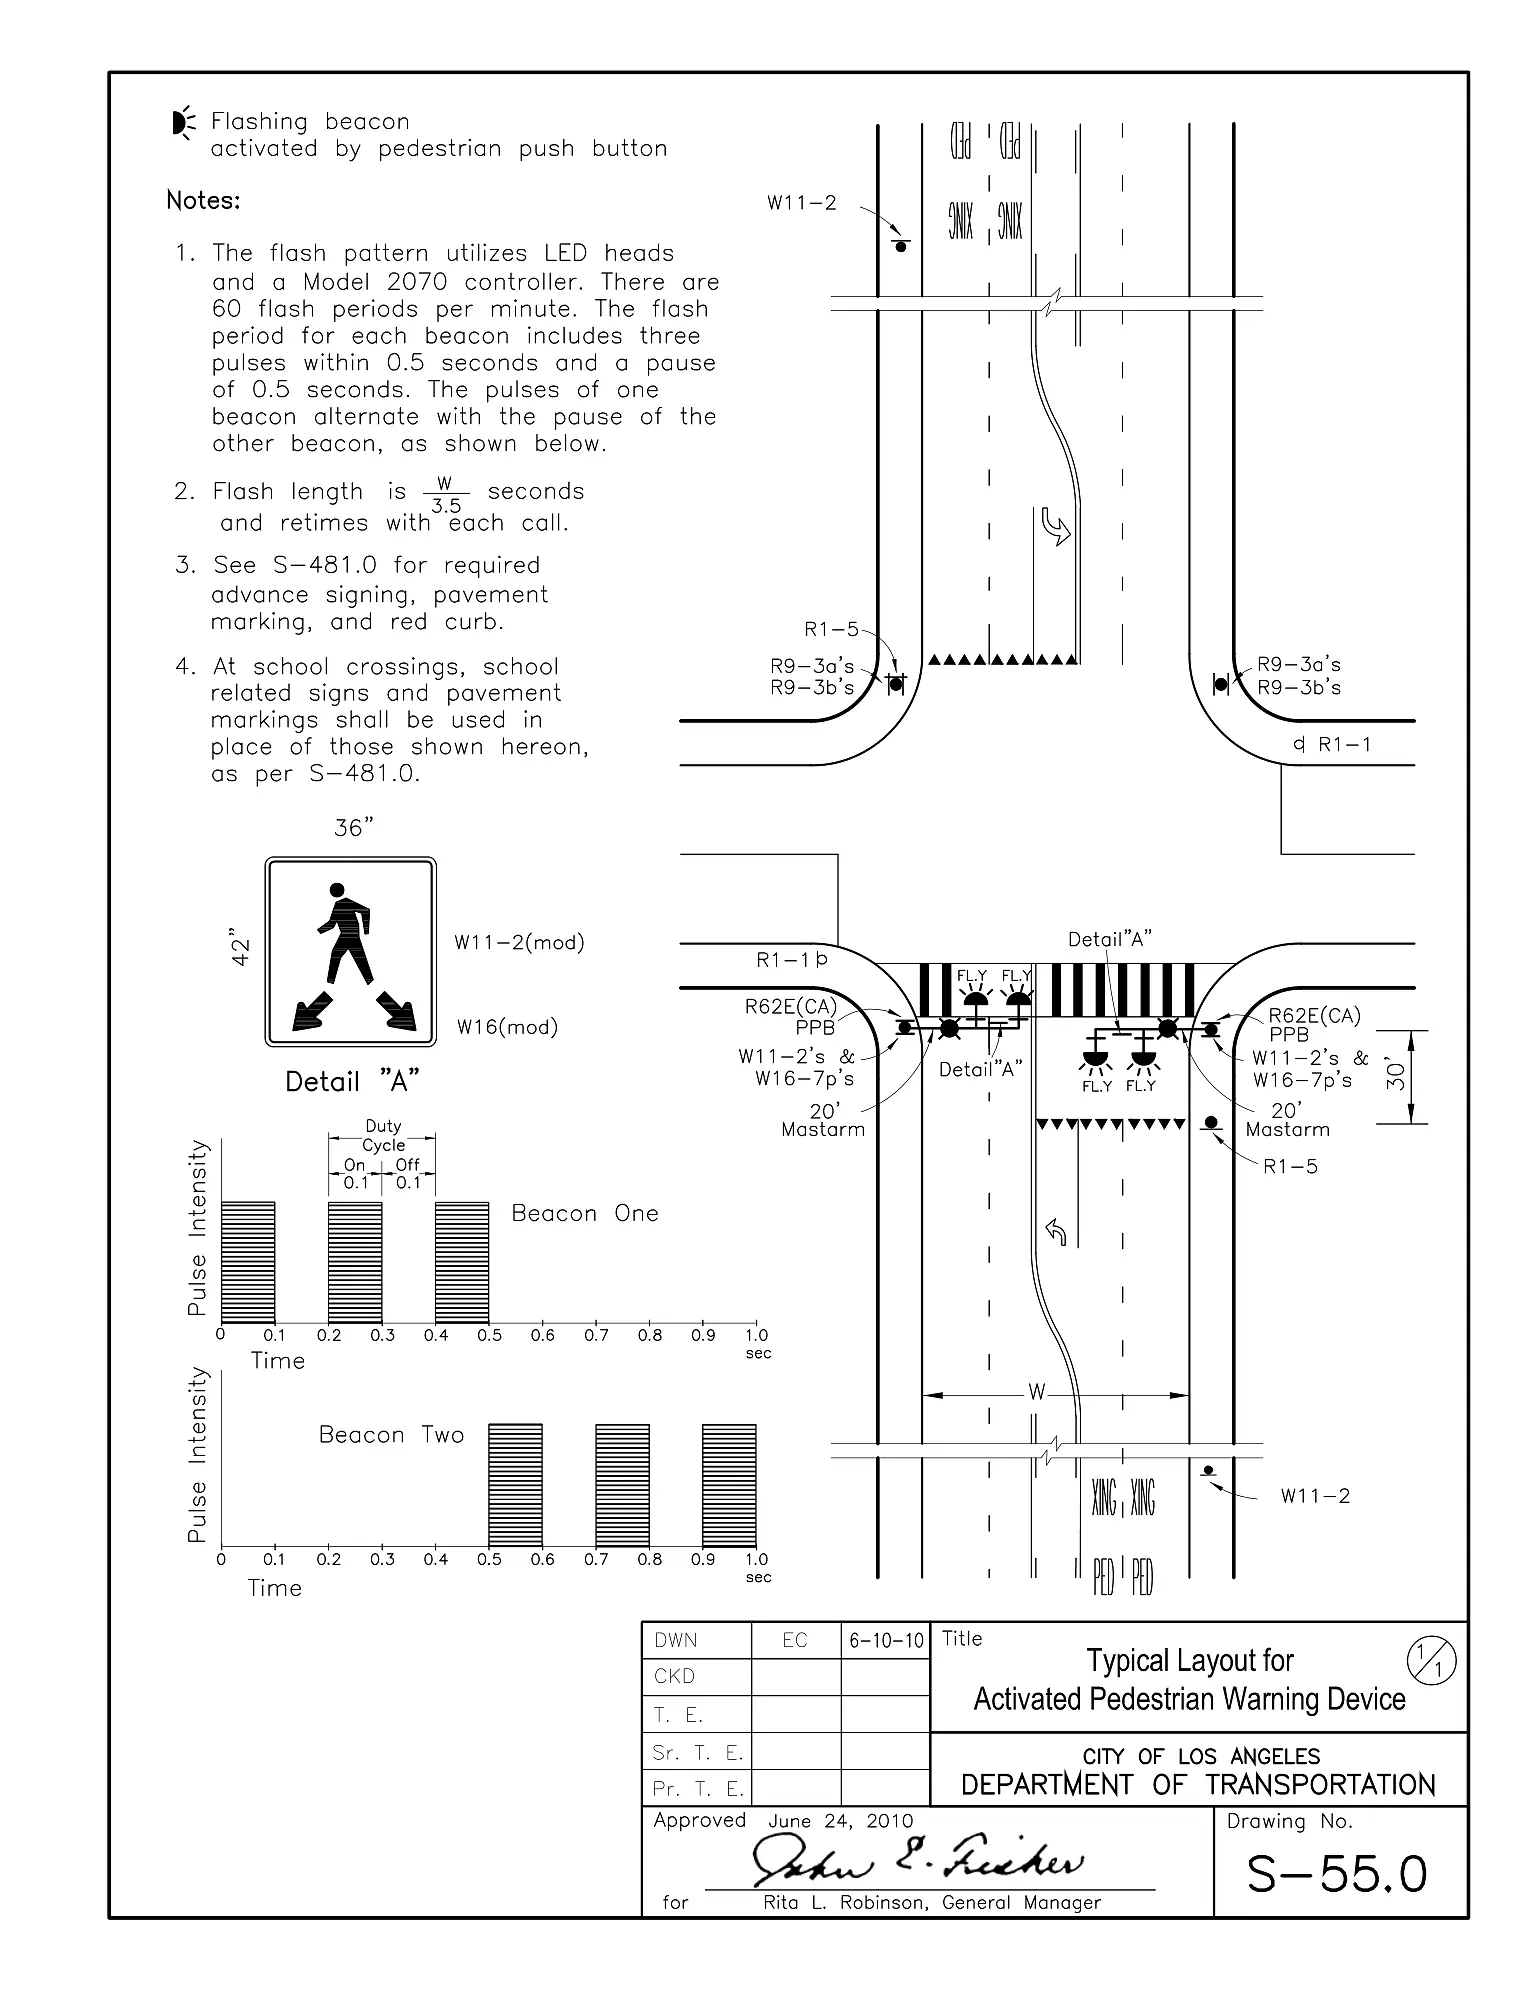 Flashing beacon
activated by pedestrian push button
Notes:
1. The flash pattern utilizes LED heads
and a Model 2070 controller. There are
60 flash periods per minute. The flash
period for each beacon includes three
pulses within 0.5 seconds and a pause
of 0.5 seconds. The pulses of one
beacon alternate with the pause of the
other beacon, as shown below.
2. Flash length is W/3.5 seconds
and retimes with each call.
3. See S-481.0 for required
advance signing, pavement
marking, and red curb.
4. At school crossings, school
related signs and pavement
markings shall be used in
place of those shown hereon,
as per S-481.0.
36"
42"
W11-2(mod)
W16(mod)
Detail "A"
Duty
Cycle
On Off
0.1 0.1
Pulse Intensity
Beacon One
0 0.1 0.2 0.3 0.4 0.5 0.6 0.7 0.8 0.9 1.0
sec
Time
Pulse Intensity
Beacon Two
0 0.1 0.2 0.3 0.4 0.5 0.6 0.7 0.8 0.9 1.0
sec
Time
PED PED
XING XING
W11-2
R1-5
R9-3a's
R9-3b's
R9-3a's
R9-3b's
R1-1
Detail"A"
R1-1
FL.Y FL.Y
R62E(CA)
PPB
R62E(CA)
PPB
W11-2's &
W16-7p's
Detail"A"
W11-2's &
W16-7p's
30'
FL.Y FL.Y
20'
Mastarm
20'
Mastarm
R1-5
W
XING XING
W11-2
PED PED
DWN EC 6-10-10
CKD
T. E.
Sr. T. E.
Pr. T. E.
Title
Typical Layout for
Activated Pedestrian Warning Device
1/1
CITY OF LOS ANGELES
DEPARTMENT OF TRANSPORTATION
Approved June 24, 2010
John E. Fisher
for Rita L. Robinson, General Manager
Drawing No.
S-55.0